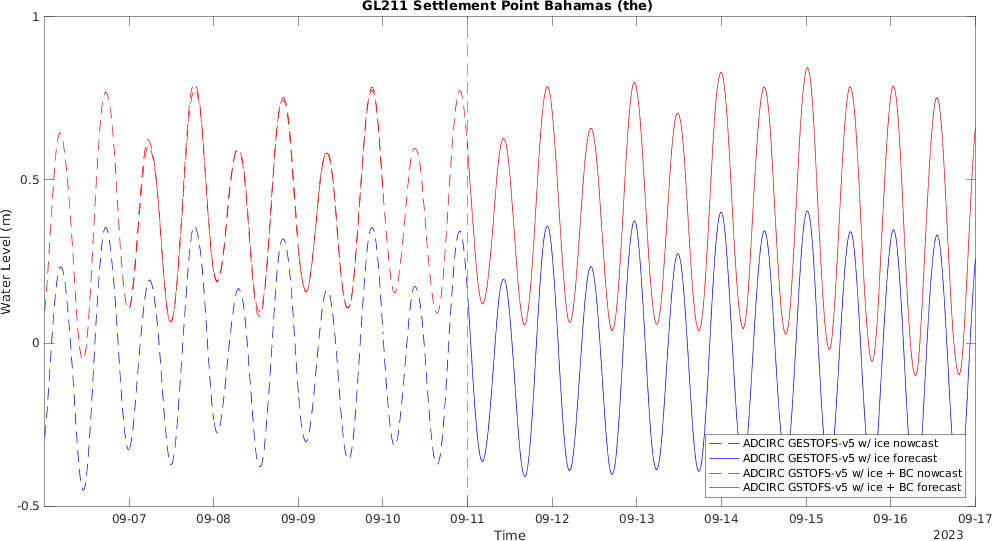 GL211 Settlement Point Bahamas (the)
1
0.5
0
-0.5
Water Level (m)
ADCIRC GESTOFS-v5 w/ ice nowcast
ADCIRC GESTOFS-v5 w/ ice forecast
ADCIRC GSTOFS-v5 w/ ice + BC nowcast
ADCIRC GSTOFS-v5 w/ ice + BC forecast
09-07 09-08 09-09 09-10 09-11 09-12 09-13 09-14 09-15 09-16 09-17
Time
2023